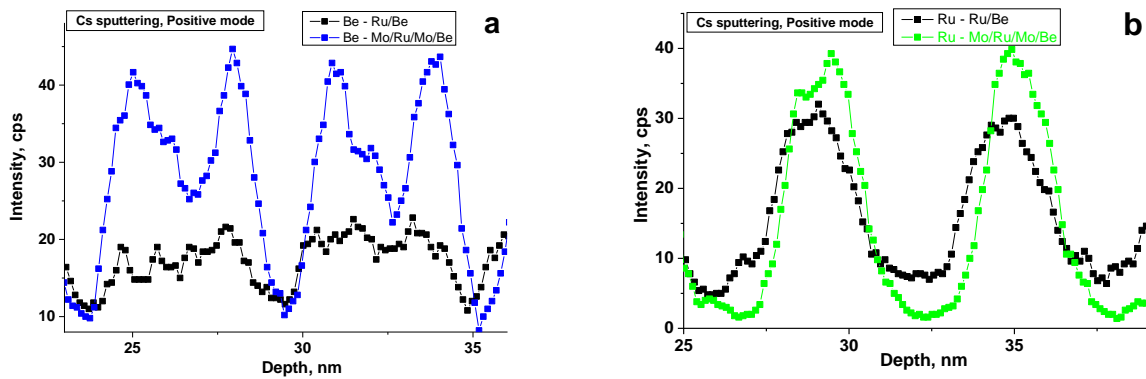 Cs sputtering, Positive mode
Be - Ru/Be
Be - Mo/Ru/Mo/Be
a
Intensity, cps
40
30
20
10
25
30
35
Depth, nm
Cs sputtering, Positive mode
Ru - Ru/Be
Ru - Mo/Ru/Mo/Be
b
Intensity, cps
40
30
20
10
0
25
30
35
Depth, nm